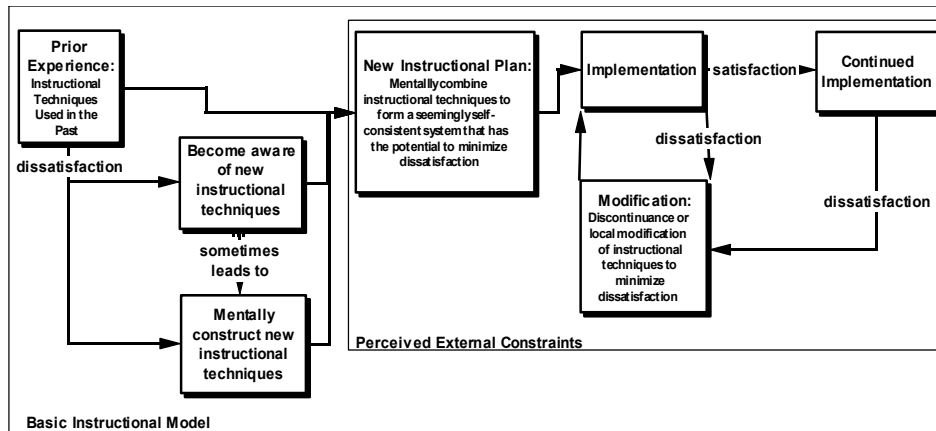 Prior
Experience:
Instructional
Techniques
Used in the
Past
dissatisfaction
Become aware
of new
instructional
techniques
sometimes
leads to
Mentally
construct new
instructional
techniques
New Instructional Plan:
Mentallly combine
instructional techniques to
form a seemingly self-
consistent system that has
the potential to minimize
dissatisfaction
Implementation
satisfaction
Continued
Implementation
dissatisfaction
dissatisfaction
Modification:
Discontinuance or
local modification
of instructional
techniques to
minimize
dissatisfaction
Perceived External Constraints
Basic Instructional Model